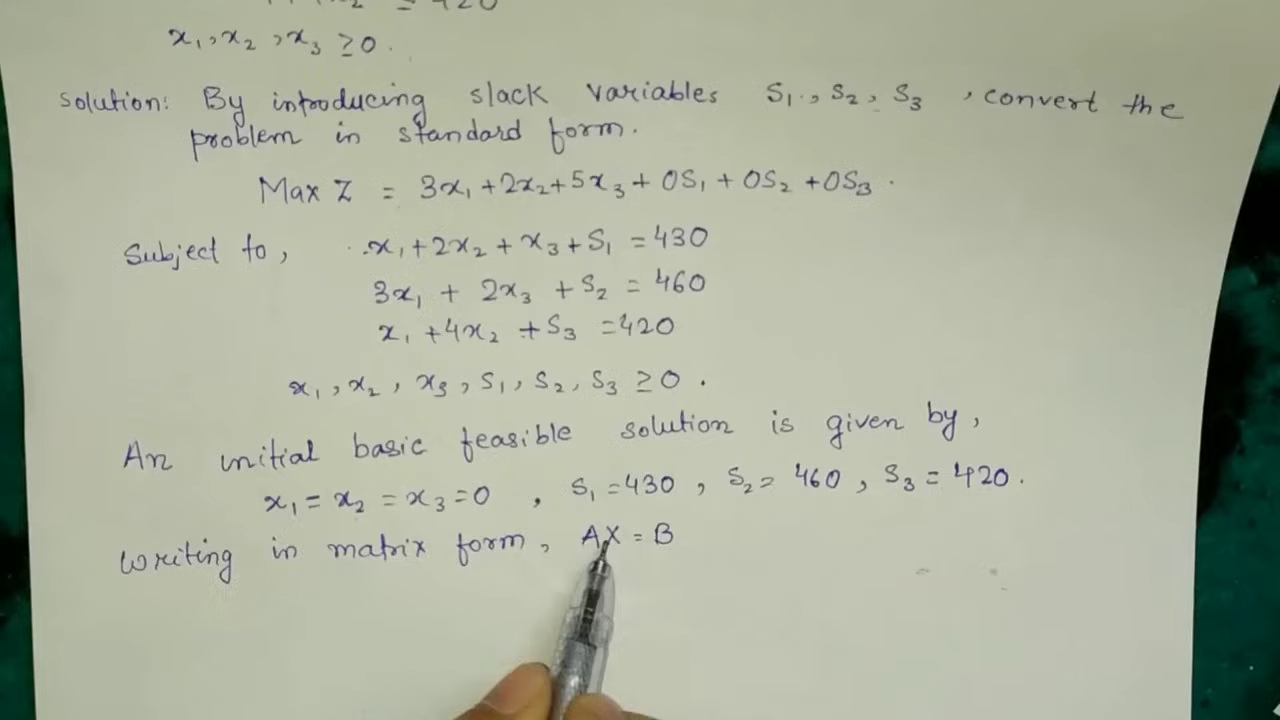 = 420
x₁, x₂, x₃ ≥ 0.
Solution: By introducing slack variables S₁, S₂, S₃, convert the
problem in standard form.
Max Z = 3x₁ + 2x₂ + 5x₃ + 0S₁ + 0S₂ + 0S₃.
Subject to, x₁ + 2x₂ + x₃ + S₁ = 430
3x₁ + 2x₃ + S₂ = 460
x₁ + 4x₂ + S₃ = 420
x₁, x₂, x₃, S₁, S₂, S₃ ≥ 0.
An initial basic feasible solution is given by,
x₁ = x₂ = x₃ = 0, S₁ = 430, S₂ = 460, S₃ = 420.
Writing in matrix form, AX = B